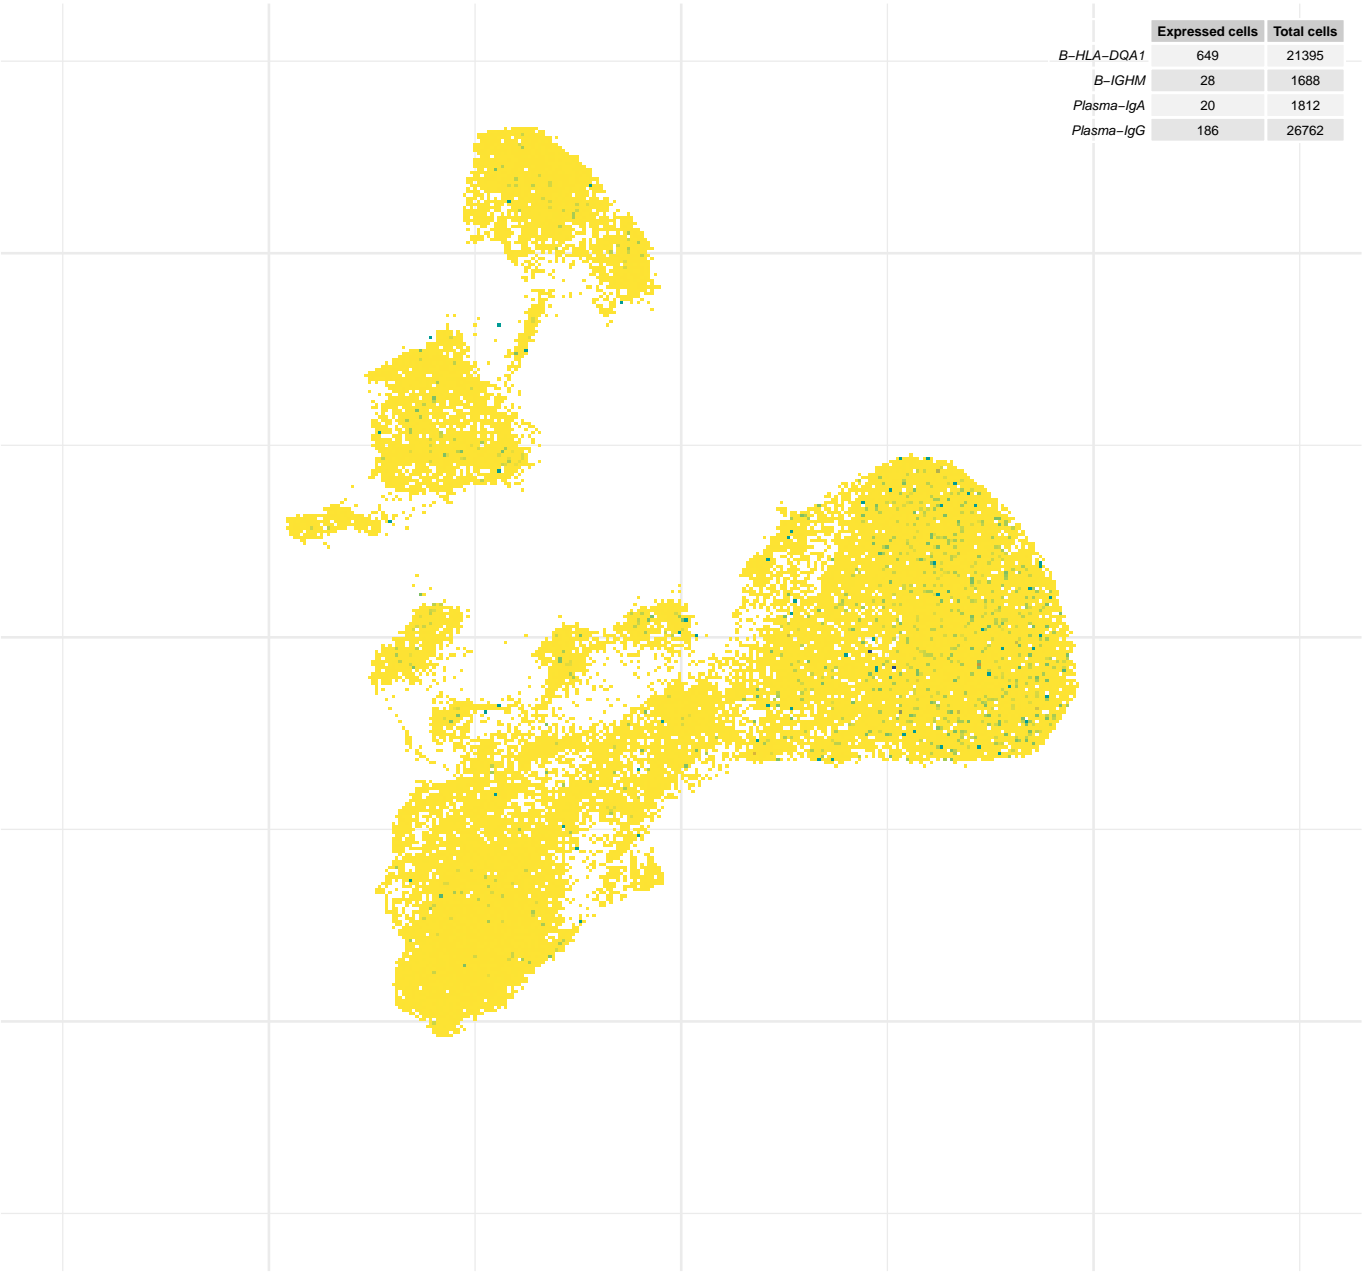 Expressed cells Total cells
B−HLA−DQA1 649 21395
B−IGHM 28 1688
Plasma−IgA 20 1812
Plasma−IgG 186 26762